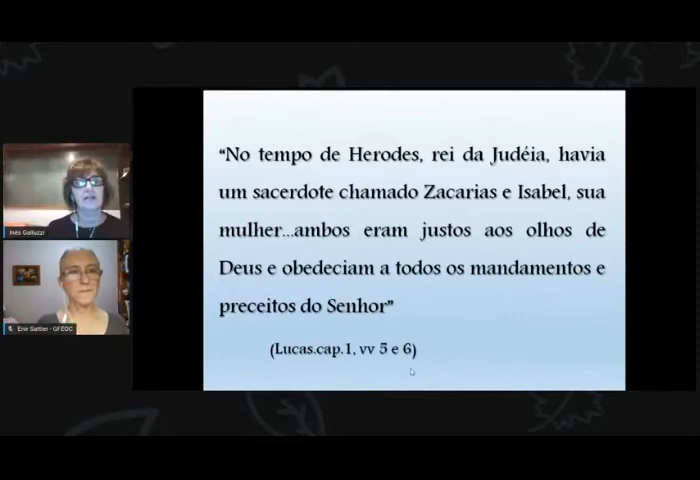 “No tempo de Herodes, rei da Judéia, havia
um sacerdote chamado Zacarias e Isabel, sua
mulher...ambos eram justos aos olhos de
Deus e obedeciam a todos os mandamentos e
preceitos do Senhor”
(Lucas.cap.1, vv 5 e 6)
Inês Galluzzi
Enir Sattler - GFEOC